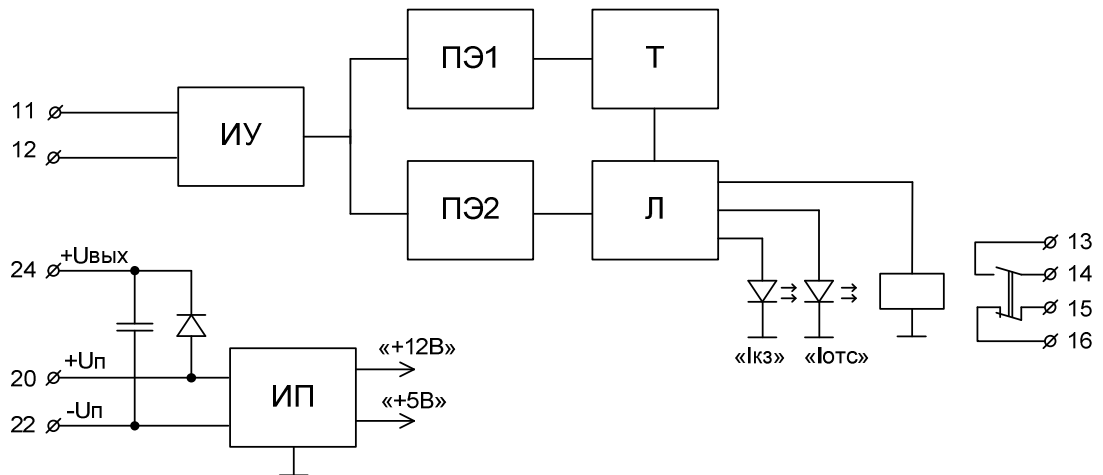 ПЭ1
Т
11
12
ИУ
ПЭ2
Л
13
14
15
16
24
+Uвых
«Iкз»
«Iотс»
20
+Uп
22
-Uп
ИП
«+12В»
«+5В»